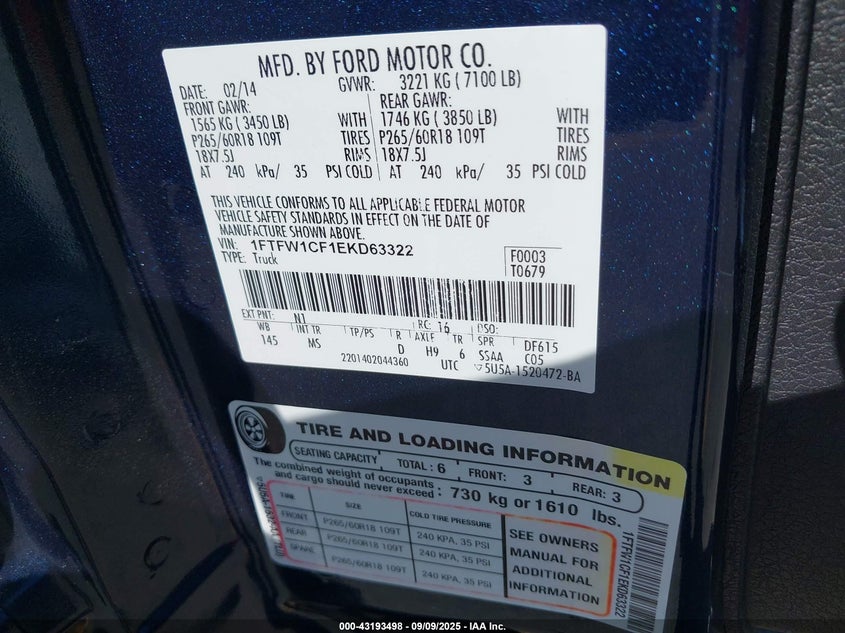 MFD. BY FORD MOTOR CO.
DATE: 02/14 GVWR: 3221 KG ( 7100 LB)
FRONT GAWR: REAR GAWR:
1565 KG ( 3450 LB) WITH 1746 KG ( 3850 LB) WITH
P265/60R18 109T TIRES P265/60R18 109T TIRES
18X7.5J RIMS 18X7.5J RIMS
AT 240 kPa/ 35 PSI COLD AT 240 kPa/ 35 PSI COLD
THIS VEHICLE CONFORMS TO ALL APPLICABLE FEDERAL MOTOR
VEHICLE SAFETY STANDARDS IN EFFECT ON THE DATE OF
MANUFACTURE SHOWN ABOVE.
VIN: 1FTFW1CF1EKD63322 F0003
TYPE: Truck T0679
EXT PNT: N1 RC: 16 DSO:
WB INT TR TP/PS R AXLE TR SPR DF615
145 MS D H9 6 SSAA C05
2201402044360 UTC 5U5A-1520472-BA
TIRE AND LOADING INFORMATION
SEATING CAPACITY TOTAL : 6 FRONT: 3 REAR: 3
The combined weight of occupants
and cargo should never exceed : 730 kg or 1610 lbs.
TIRE SIZE COLD TIRE PRESSURE
FRONT P265/60R18 109T 240 KPA, 35 PSI
REAR P265/60R18 109T 240 KPA, 35 PSI
SPARE P265/60R18 109T 240 KPA, 35 PSI
SEE OWNERS
MANUAL FOR
ADDITIONAL
INFORMATION
1FTFW1CF1EKD63322
000-43193498 - 09/09/2025 - IAA Inc.